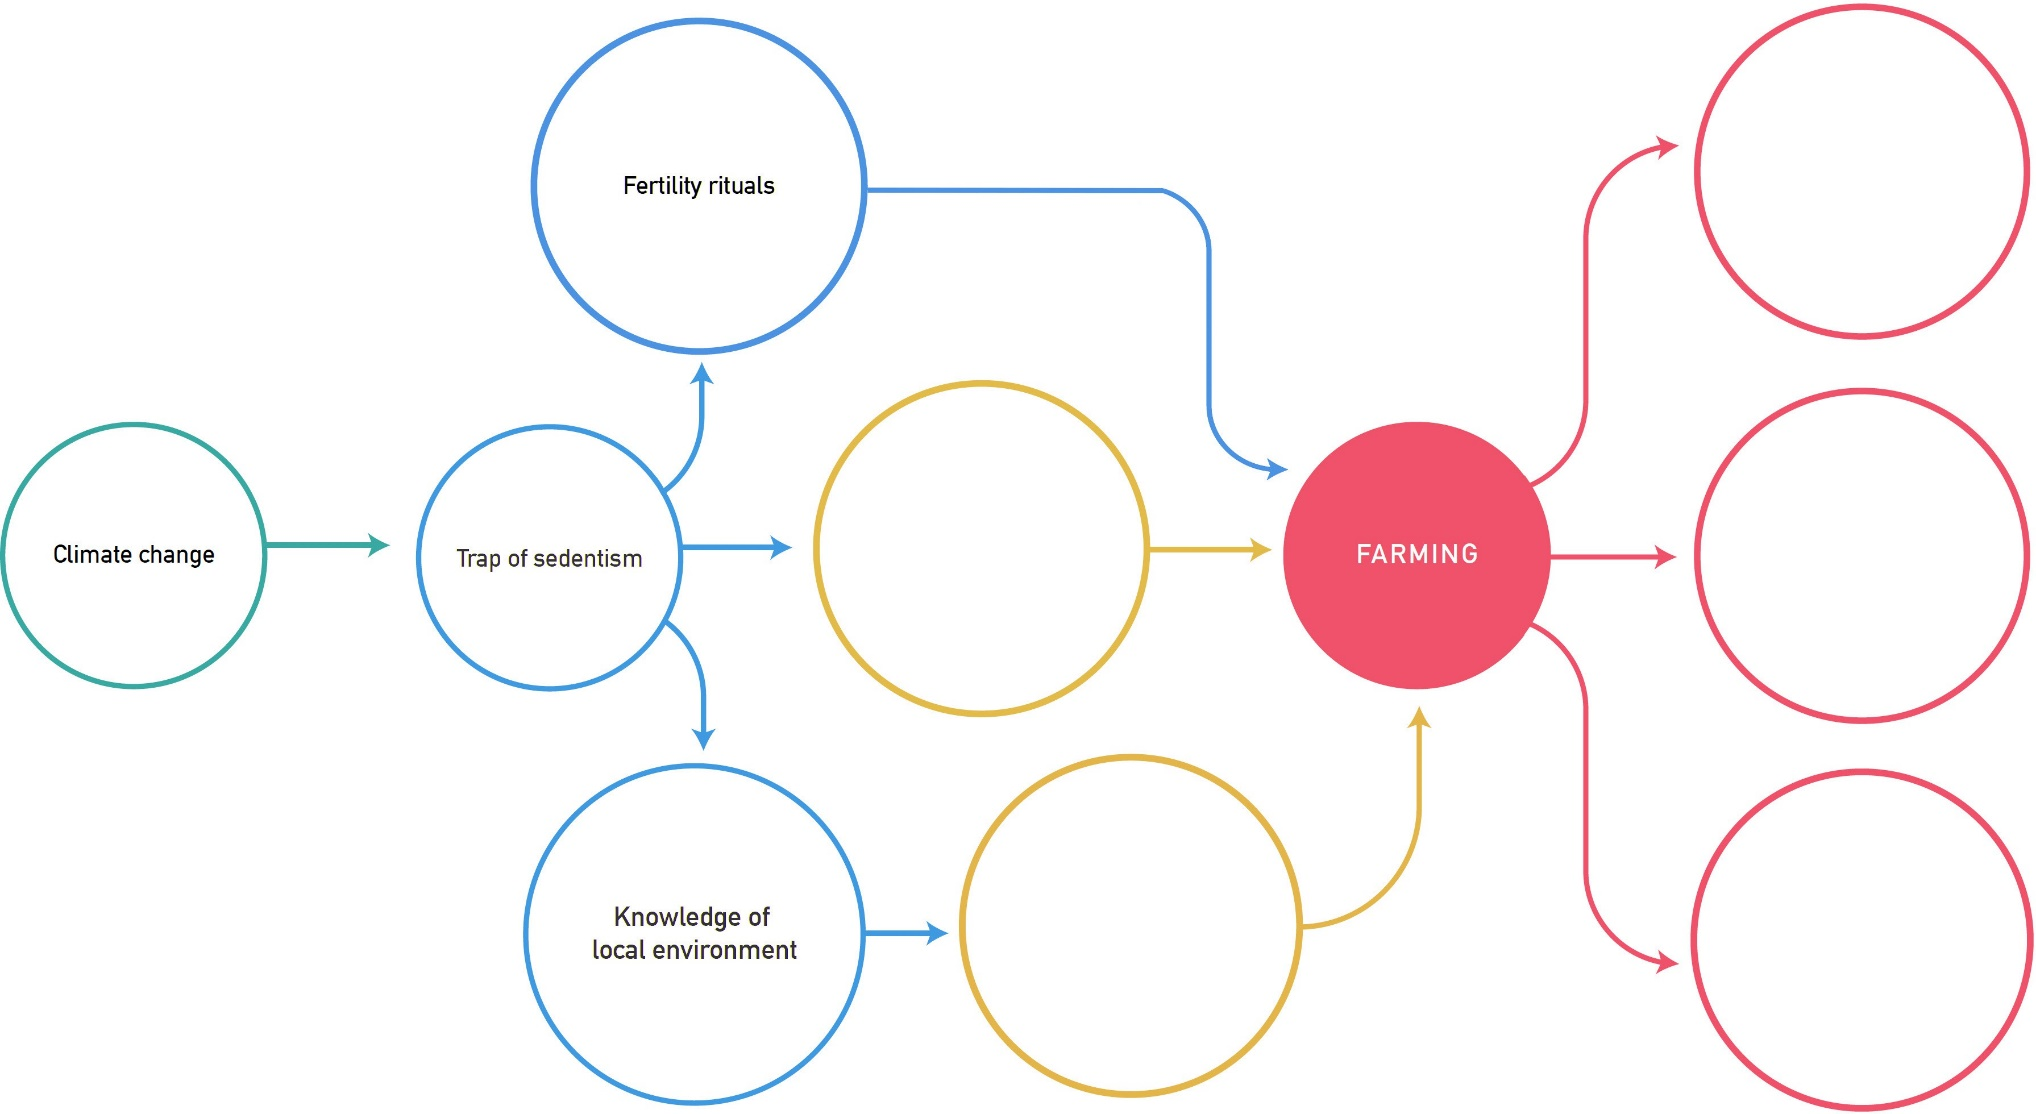 Fertility rituals
Climate change
Trap of sedentism
FARMING
Knowledge of
local environment